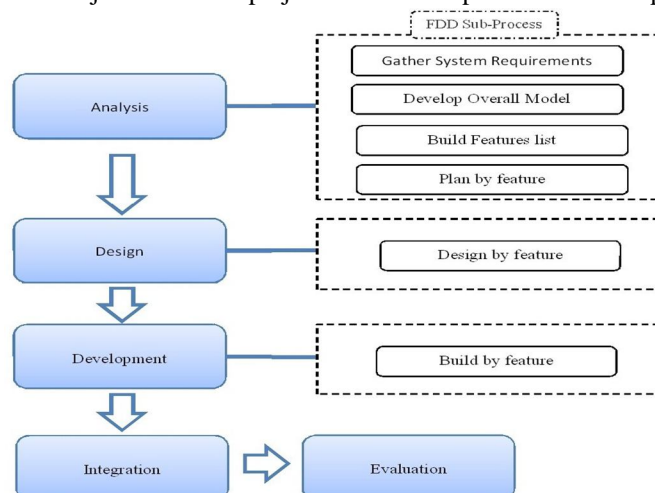 FDD Sub-Process
Gather System Requirements
Analysis
Develop Overall Model
Build Features list
Plan by feature
Design
Design by feature
Development
Build by feature
Integration
Evaluation